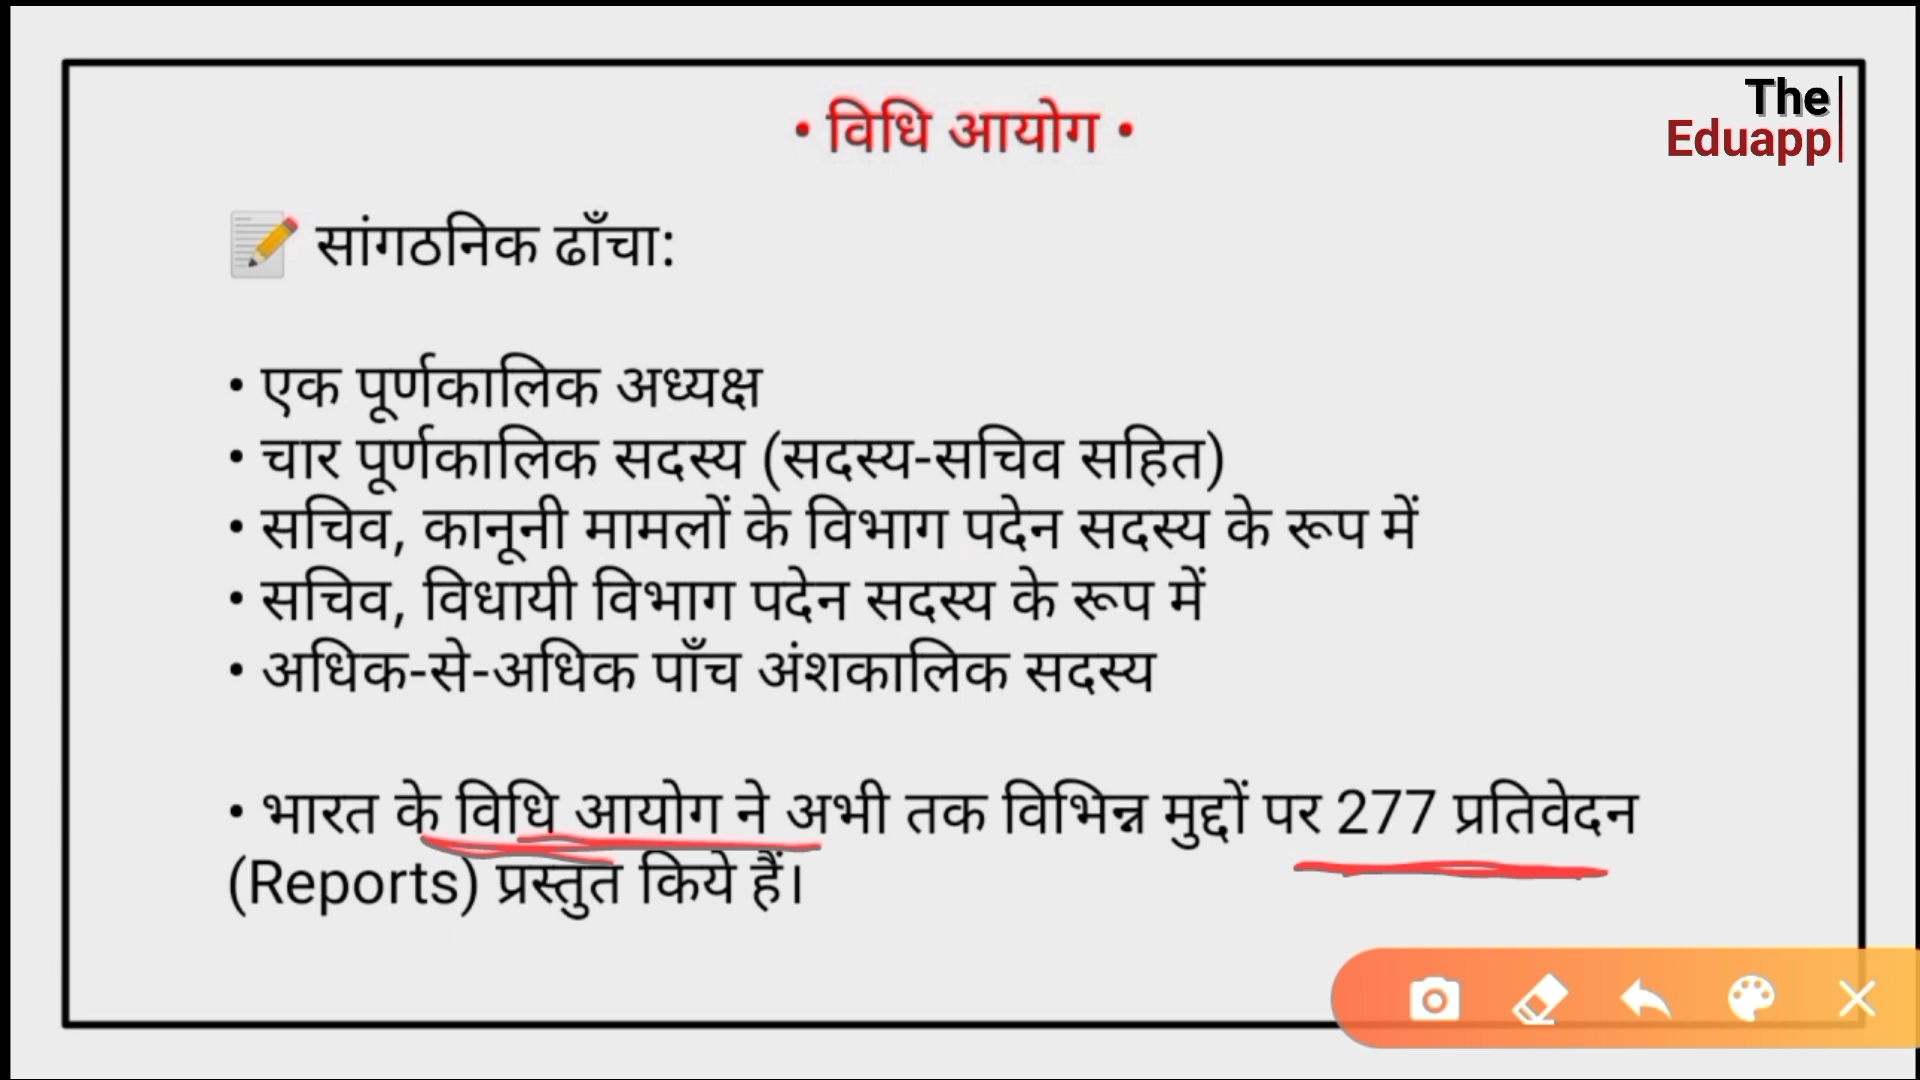 • विधि आयोग •
The
Eduapp
📝 सांगठनिक ढाँचा:
• एक पूर्णकालिक अध्यक्ष
• चार पूर्णकालिक सदस्य (सदस्य-सचिव सहित)
• सचिव, कानूनी मामलों के विभाग पदेन सदस्य के रूप में
• सचिव, विधायी विभाग पदेन सदस्य के रूप में
• अधिक-से-अधिक पाँच अंशकालिक सदस्य
• भारत के विधि आयोग ने अभी तक विभिन्न मुद्दों पर 277 प्रतिवेदन
(Reports) प्रस्तुत किये हैं।